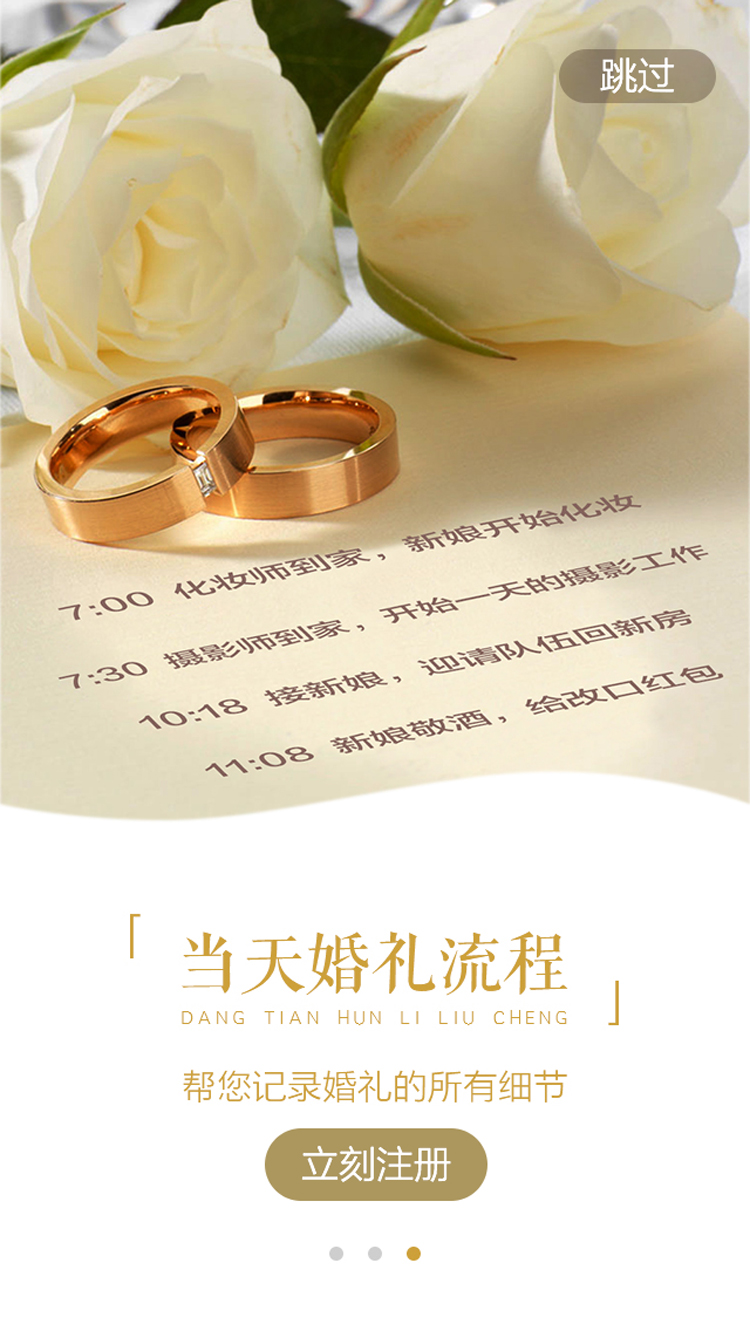 跳过
7:00 化妆师到家，新娘开始化妆
7:30 摄影师到家，开始一天的摄影工作
10:18 接新娘，迎请队伍回新房
11:08 新娘敬酒，给改口红包
「当天婚礼流程」
DANG TIAN HUN LI LIU CHENG
帮您记录婚礼的所有细节
立刻注册